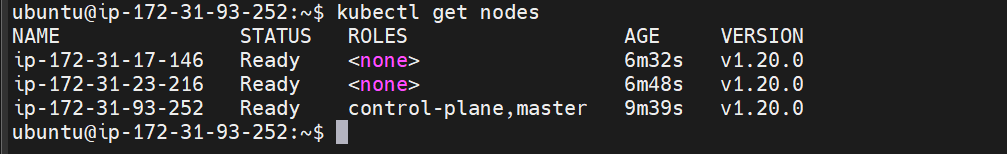 ubuntu@ip-172-31-93-252:~$ kubectl get nodes
NAME STATUS ROLES AGE VERSION
ip-172-31-17-146 Ready <none> 6m32s v1.20.0
ip-172-31-23-216 Ready <none> 6m48s v1.20.0
ip-172-31-93-252 Ready control-plane,master 9m39s v1.20.0
ubuntu@ip-172-31-93-252:~$